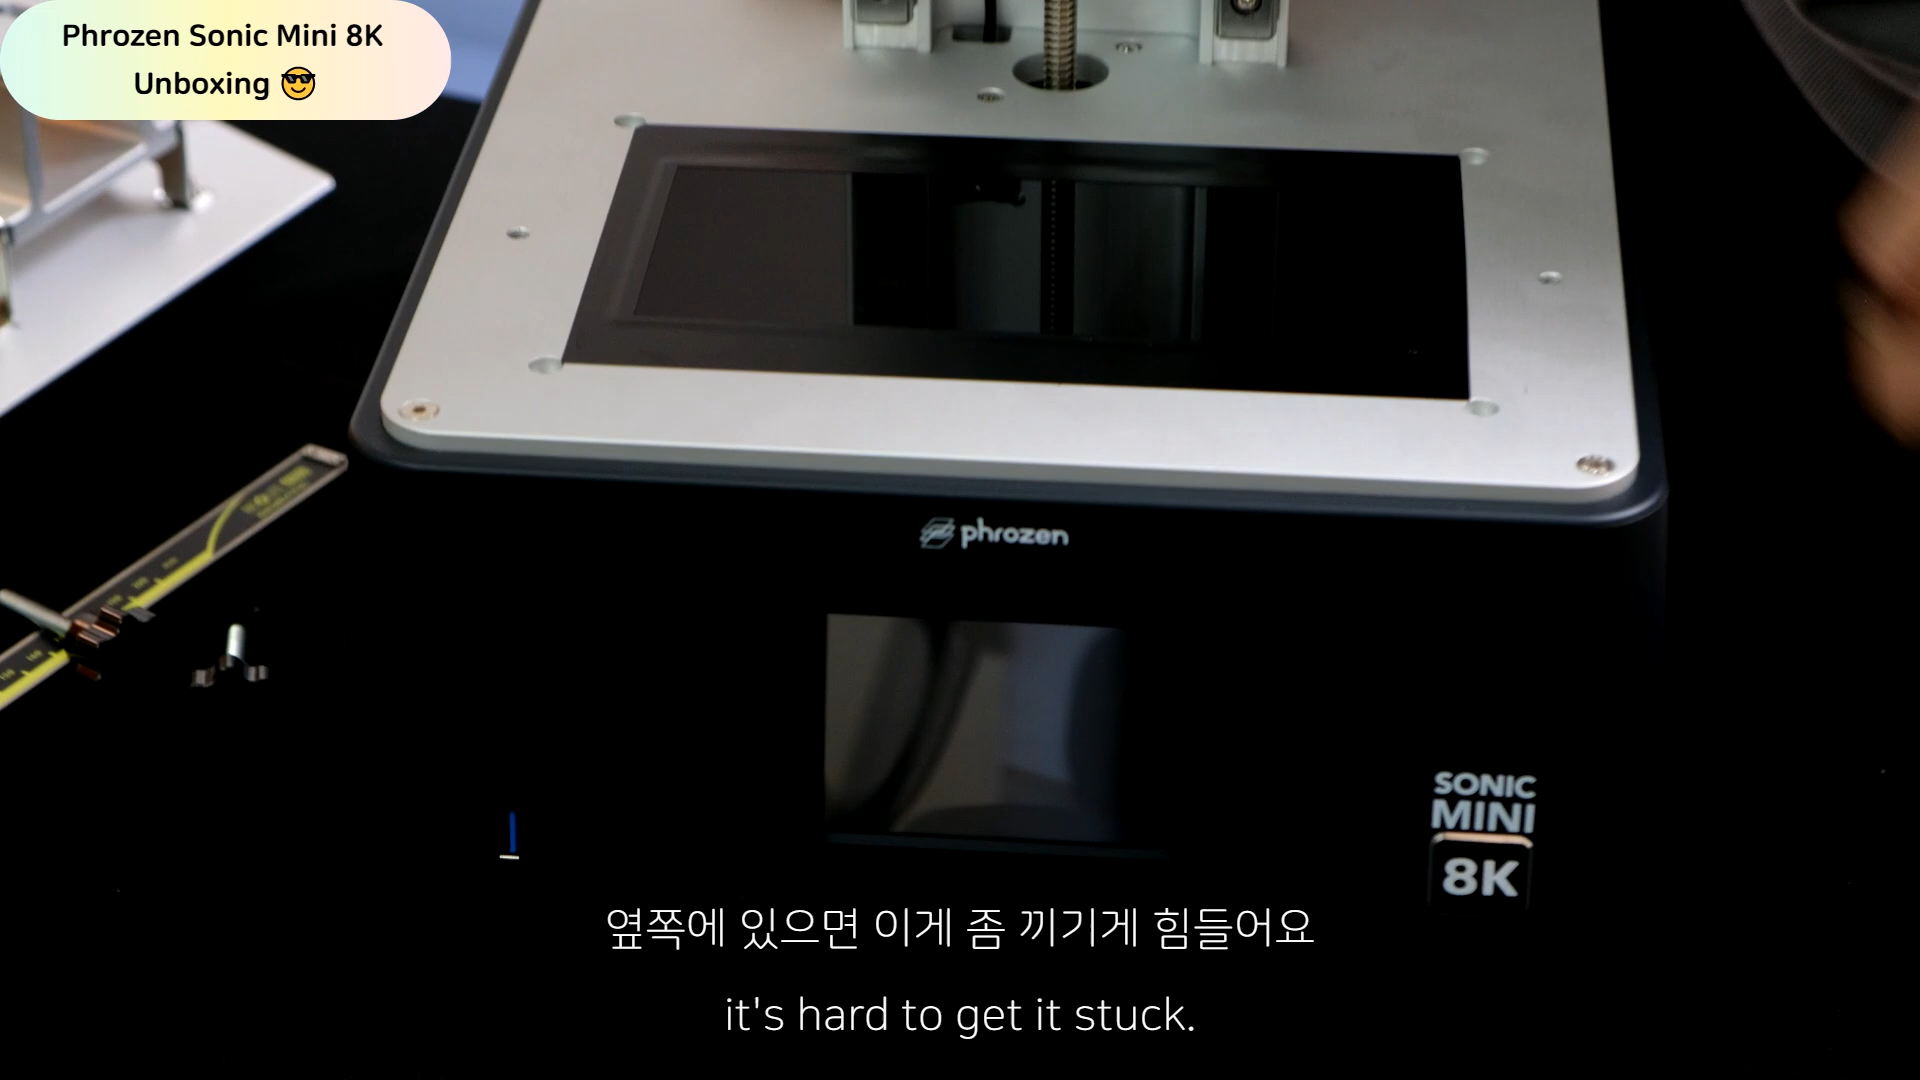 Phrozen Sonic Mini 8K
Unboxing 😎
phrozen
SONIC
MINI
8K
옆쪽에 있으면 이게 좀 끼기게 힘들어요
it's hard to get it stuck.